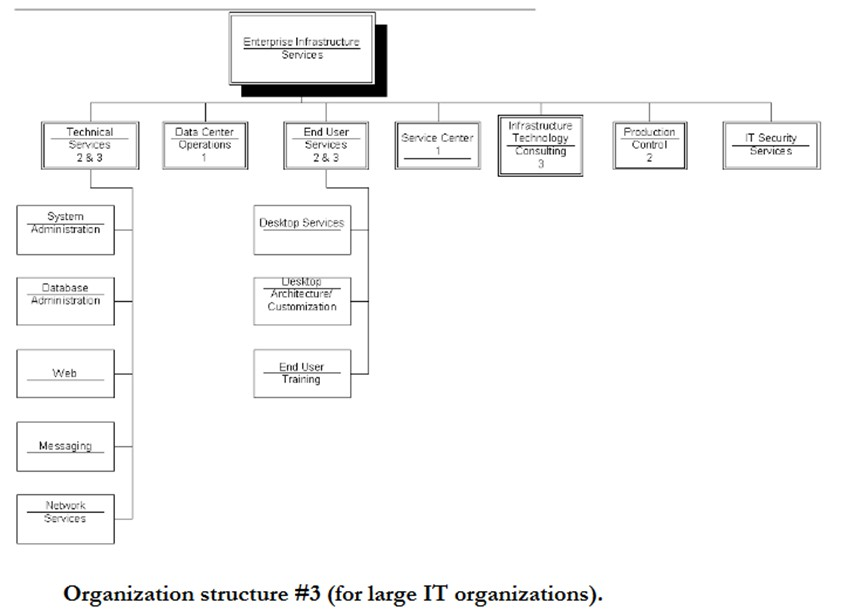 Enterprise Infrastructure
Services
Technical
Services
2 & 3
Data Center
Operations
1
End User
Services
2 & 3
Service Center
1
Infrastructure
Technology
Consulting
3
Production
Control
2
IT Security
Services
System
Administration
Database
Administration
Web
Messaging
Network
Services
Desktop Services
Desktop
Architecture/
Customization
End User
Training
Organization structure #3 (for large IT organizations).